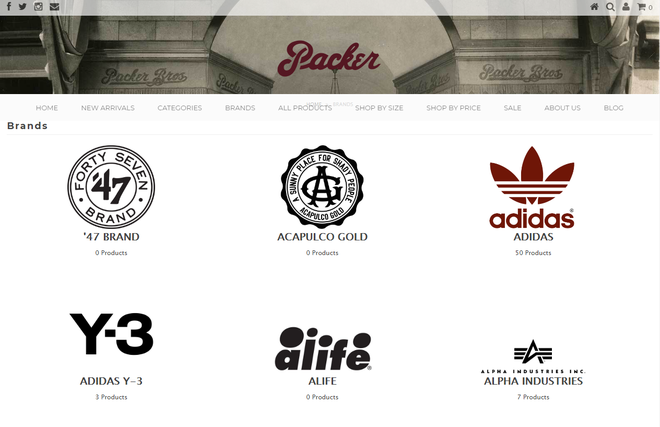 0
Packer
Packer Bros
Packer Bros
HOME NEW ARRIVALS CATEGORIES BRANDS ALL PRODUCTS SHOP BY SIZE SHOP BY PRICE SALE ABOUT US BLOG
HOME BRANDS
Brands
FORTY SEVEN
'47
BRAND
A SUNNY PLACE FOR SHADY PEOPLE
AG
ACAPULCO GOLD
adidas
'47 BRAND
ACAPULCO GOLD
ADIDAS
0 Products
0 Products
50 Products
Y-3
alife
ALPHA INDUSTRIES INC.
ADIDAS Y-3
ALIFE
ALPHA INDUSTRIES
3 Products
0 Products
7 Products